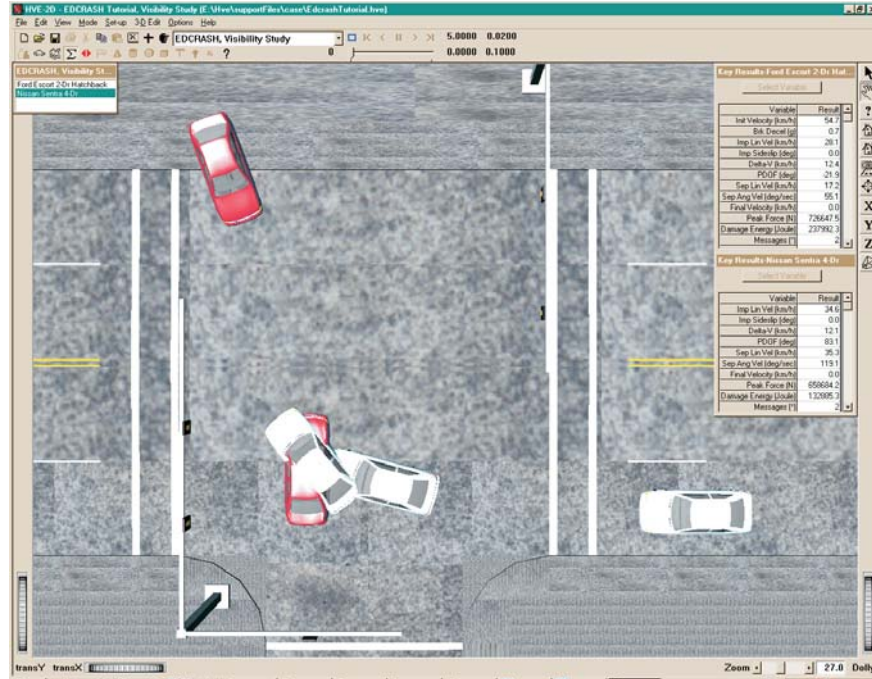 HVE-2D - EDCRASH Tutorial, Visibility Study (E:\Hve\supportFiles\case\EdcrashTutorial.hve)
File Edit View Mode Set-up 3-D Edit Options Help
EDCRASH, Visibility Study 5.0000 0.0200
0 0.0000 0.1000
EDCRASH, Visibility St...
Ford Escort 2-Dr Hatchback
Nissan Sentra 4-Dr
Key Results-Ford Escort 2-Dr Hat...
Select Variable
Variable Result
Init Velocity (km/h) 54.7
Brk Decel (g) 0.7
Imp Lin Vel (km/h) 28.1
Imp Sideslip (deg) 0.0
Delta-V (km/h) 12.4
PDOF (deg) -21.9
Sep Lin Vel (km/h) 17.2
Sep Ang Vel (deg/sec) 55.1
Final Velocity (km/h) 0.0
Peak Force (N) 726647.5
Damage Energy (Joule) 237992.3
Messages (*) 2
Key Results-Nissan Sentra 4-Dr
Select Variable
Variable Result
Imp Lin Vel (km/h) 34.6
Imp Sideslip (deg) 0.0
Delta-V (km/h) 12.1
PDOF (deg) 83.1
Sep Lin Vel (km/h) 35.3
Sep Ang Vel (deg/sec) 119.1
Final Velocity (km/h) 0.0
Peak Force (N) 658684.2
Damage Energy (Joule) 132885.3
Messages (*) 2
?
X
Y
Z
transY transX Zoom 27.0 Dolly